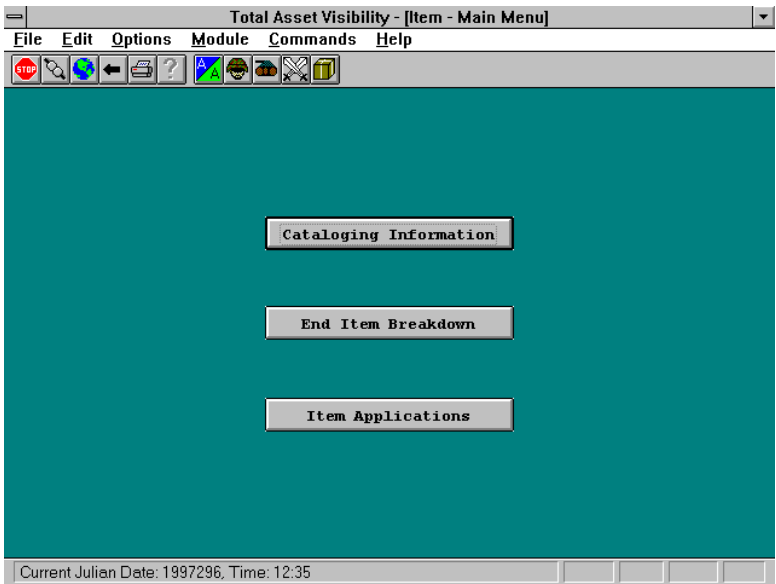 Total Asset Visibility - [Item - Main Menu]
File Edit Options Module Commands Help
STOP ? A A
Cataloging Information
End Item Breakdown
Item Applications
Current Julian Date: 1997296, Time: 12:35